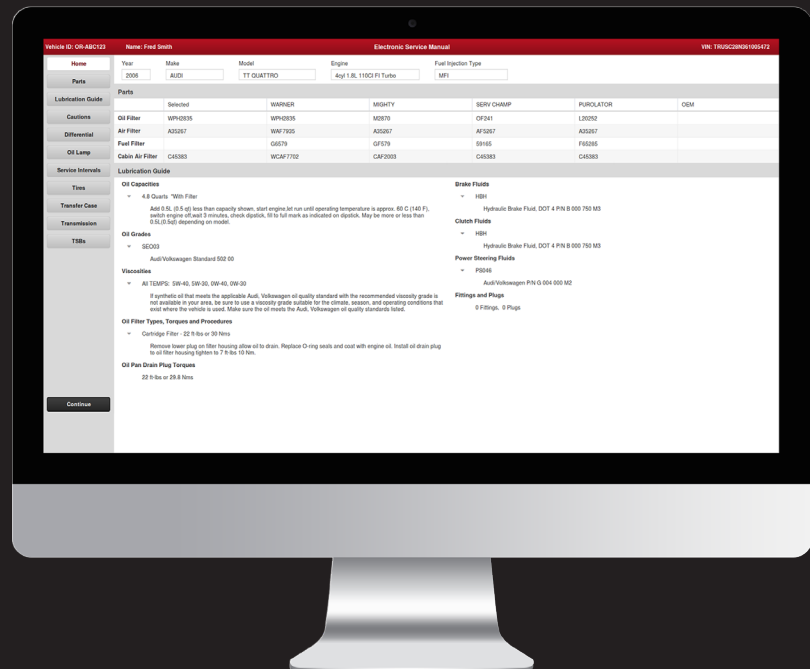 Vehicle ID: OR-ABC123 Name: Fred Smith Electronic Service Manual VIN: TRUSC28N361005472
Home
Parts
Lubrication Guide
Cautions
Differential
Oil Lamp
Service Intervals
Tires
Transfer Case
Transmission
TSBs
Continue
Year Make Model Engine Fuel Injection Type
2006 AUDI TT QUATTRO 4cyl 1.8L 110CI FI Turbo MFI
Parts
Selected WARNER MIGHTY SERV CHAMP PUROLATOR OEM
Oil Filter WPH2835 WPH2835 M2870 OF241 L20252
Air Filter A35267 WAF7935 A35267 AF5267 A35267
Fuel Filter G6579 GF579 59165 F65285
Cabin Air Filter C45383 WCAF7702 CAF2003 C45383 C45383
Lubrication Guide
Oil Capacities
4.8 Quarts *With Filter
Add 0.5L (0.5 qt) less than capacity shown, start engine.let run until operating temperature is approx. 60 C (140 F),
switch engine off,wait 3 minutes, check dipstick, fill to full mark as indicated on dipstick. May be more or less than
0.5L(0.5qt) depending on model.
Oil Grades
SEO03
Audi/Volkswagen Standard 502 00
Viscosities
All TEMPS: 5W-40, 5W-30, 0W-40, 0W-30
If synthetic oil that meets the applicable Audi, Volkswagen oil quality standard with the recommended viscosity grade is
not available in your area, be sure to use a viscosity grade suitable for the climate, season, and operating conditions that
exist where the vehicle is used. Make sure the oil meets the Audi, Volkswagen oil quality standards listed.
Oil Filter Types, Torques and Procedures
Cartridge Filter - 22 ft-lbs or 30 Nms
Remove lower plug on filter housing allow oil to drain. Replace O-ring seals and coat with engine oil. Install oil drain plug
to oil filter housing tighten to 7 ft-lbs 10 Nm.
Oil Pan Drain Plug Torques
22 ft-lbs or 29.8 Nms
Brake Fluids
HBH
Hydraulic Brake Fluid, DOT 4 P/N B 000 750 M3
Clutch Fluids
HBH
Hydraulic Brake Fluid, DOT 4 P/N B 000 750 M3
Power Steering Fluids
PS046
Audi/Volkswagen P/N G 004 000 M2
Fittings and Plugs
0 Fittings, 0 Plugs